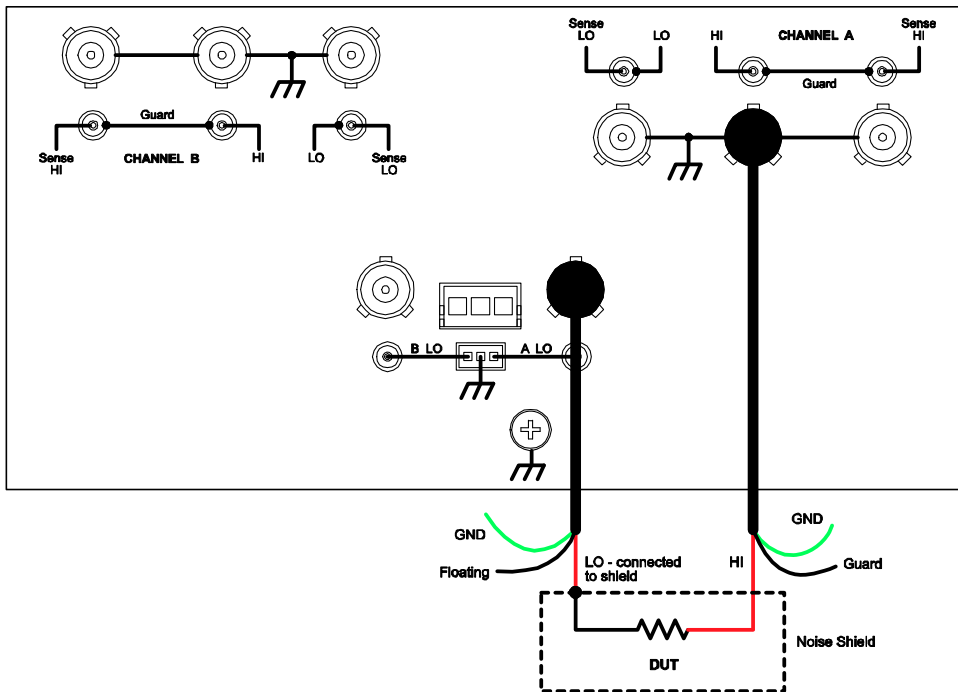 Sense
LO
LO
HI
CHANNEL A
Sense
HI
Guard
Guard
Sense
HI
CHANNEL B
HI
LO
Sense
LO
B LO
A LO
GND
Floating
LO - connected
to shield
HI
GND
Guard
Noise Shield
DUT